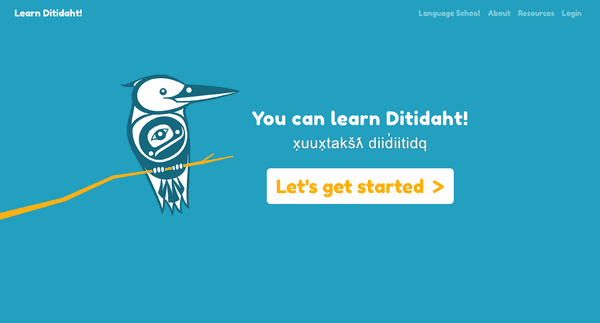 Learn Ditidaht!
Language School About Resources Login
You can learn Ditidaht!
x̣uux̣takšƛ diid̓iitidq
Let's get started >